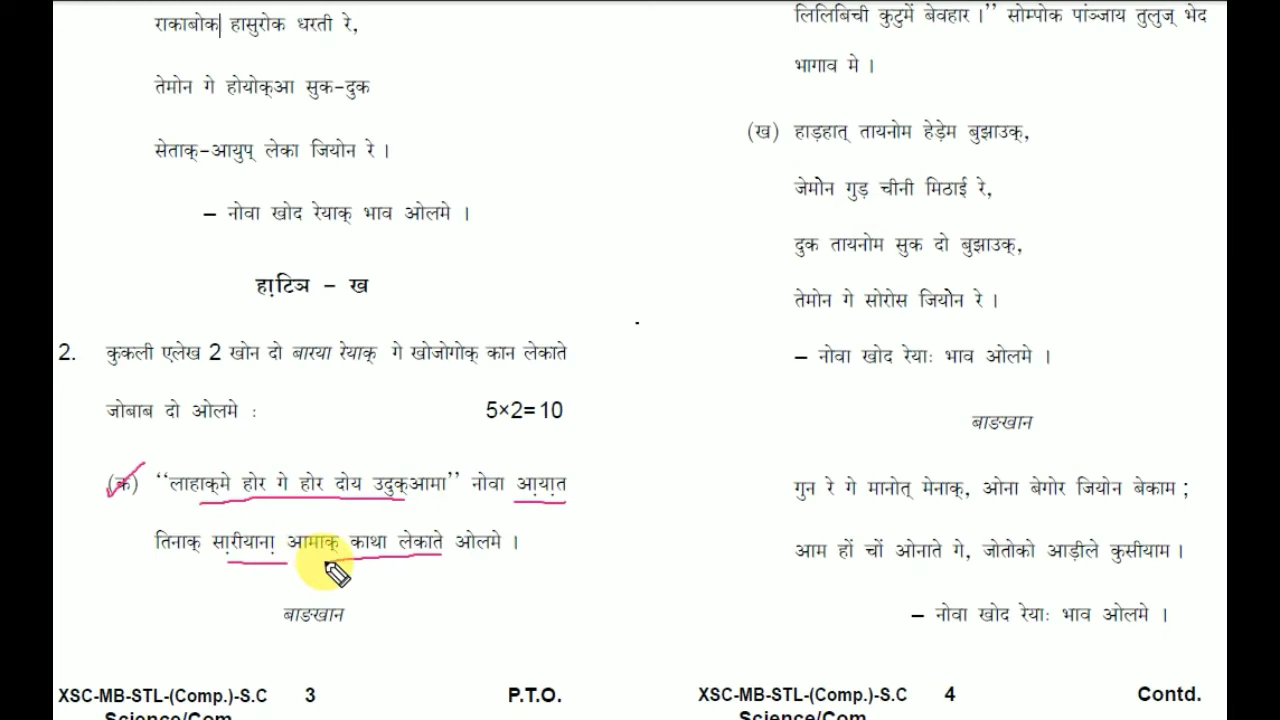 राकाबोक् हासुरोक धरती रे,
तेमोन गे होयोक्आ सुक-दुक
सेताक्-आयुप् लेका जियोन रे ।
– नोवा खोद रेयाक् भाव ओलमे ।
हा़टिञ – ख
2. कुकली एलेख 2 खोन दो बारया रेयाक् गे खोजोगोक् कान लेकाते
जोबाब दो ओलमे : 5×2=10
(क) “लाहाक्मे होर गे होर दोय उदुक्आमा” नोवा आ़या़त
तिनाक् सा़रीयाना़ आमाक् काथा लेकाते ओलमे ।
बाङखान
XSC-MB-STL-(Comp.)-S.C 3 P.T.O.
Science/Com
लिलिबिची कुटुमें बेवहार ।” सोम्पोक पांञ्जाय तुलुज् भेद
भागाव मे ।
(ख) हाड़हात् तायनोम हेड़ेम बुझाउक्,
जेमोन गुड़ चीनी मिठाई रे,
दुक तायनोम सुक दो बुझाउक्,
तेमोन गे सोरोस जियोन रे ।
– नोवा खोद रेयाः भाव ओलमे ।
बाङखान
गुन रे गे मानोत् मेनाक्, ओना बेगोर जियोन बेकाम ;
आम हों चों ओनाते गे, जोतोको आड़ीले कुसीयाम ।
– नोवा खोद रेयाः भाव ओलमे ।
XSC-MB-STL-(Comp.)-S.C 4 Contd.
Science/Com